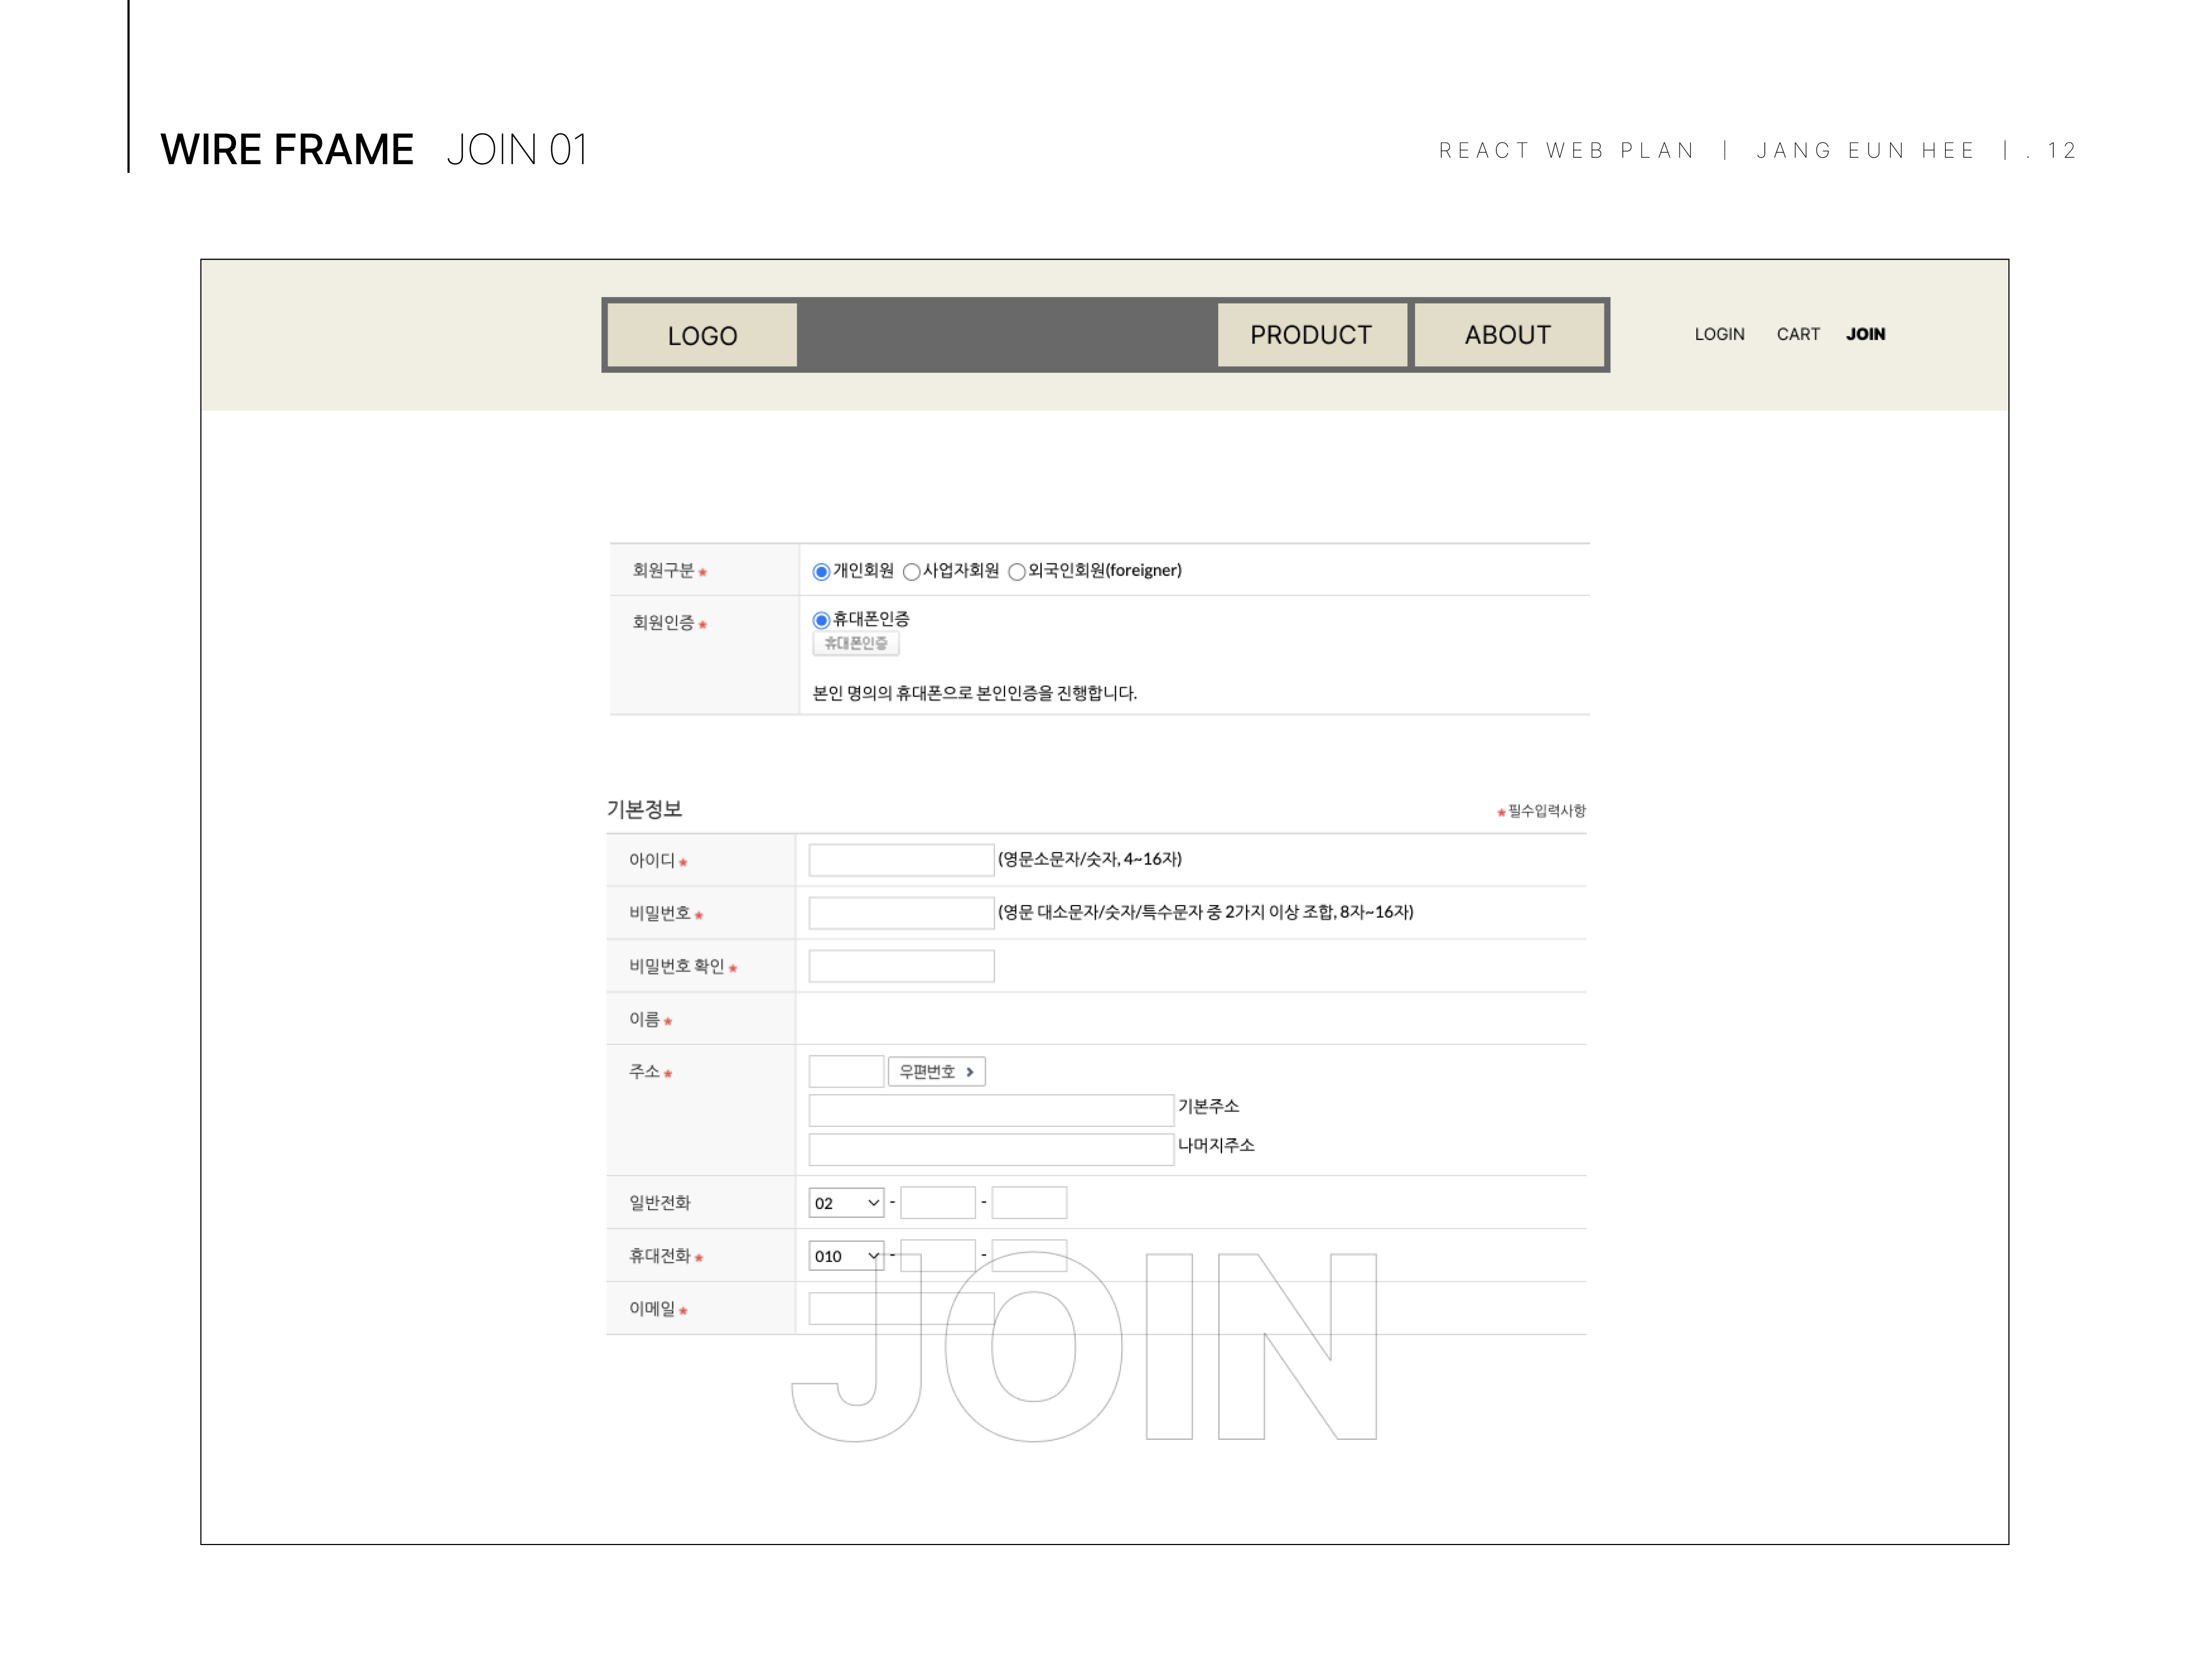 WIRE FRAME JOIN 01
REACT WEB PLAN | JANG EUN HEE | . 12
LOGO PRODUCT ABOUT LOGIN CART JOIN
회원구분* 개인회원 사업자회원 외국인회원(foreigner)
회원인증* 휴대폰인증
휴대폰인증
본인 명의의 휴대폰으로 본인인증을 진행합니다.
기본정보 *필수입력사항
아이디* (영문소문자/숫자, 4~16자)
비밀번호* (영문 대소문자/숫자/특수문자 중 2가지 이상 조합, 8자~16자)
비밀번호 확인*
이름*
주소* 우편번호 >
기본주소
나머지주소
일반전화 02 - -
휴대전화* 010 - -
이메일*
JOIN